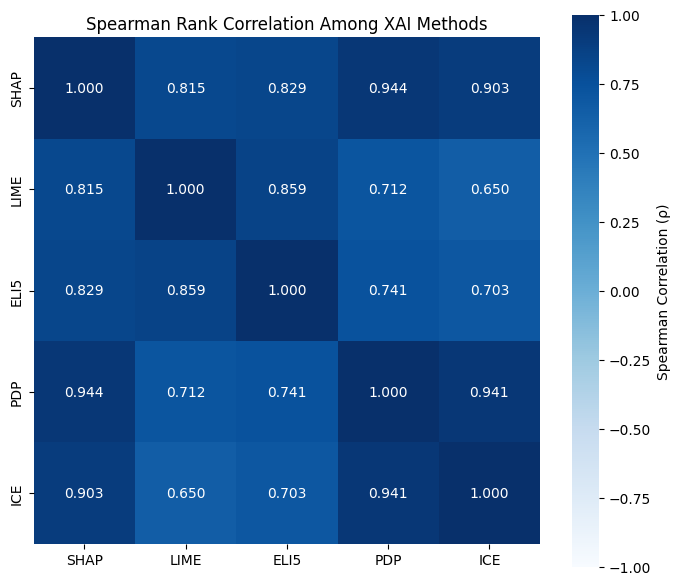 Spearman Rank Correlation Among XAI Methods
SHAP 1.000 0.815 0.829 0.944 0.903
LIME 0.815 1.000 0.859 0.712 0.650
ELI5 0.829 0.859 1.000 0.741 0.703
PDP 0.944 0.712 0.741 1.000 0.941
ICE 0.903 0.650 0.703 0.941 1.000
SHAP LIME ELI5 PDP ICE
1.00
0.75
0.50
0.25
0.00
−0.25
−0.50
−0.75
−1.00
Spearman Correlation (ρ)